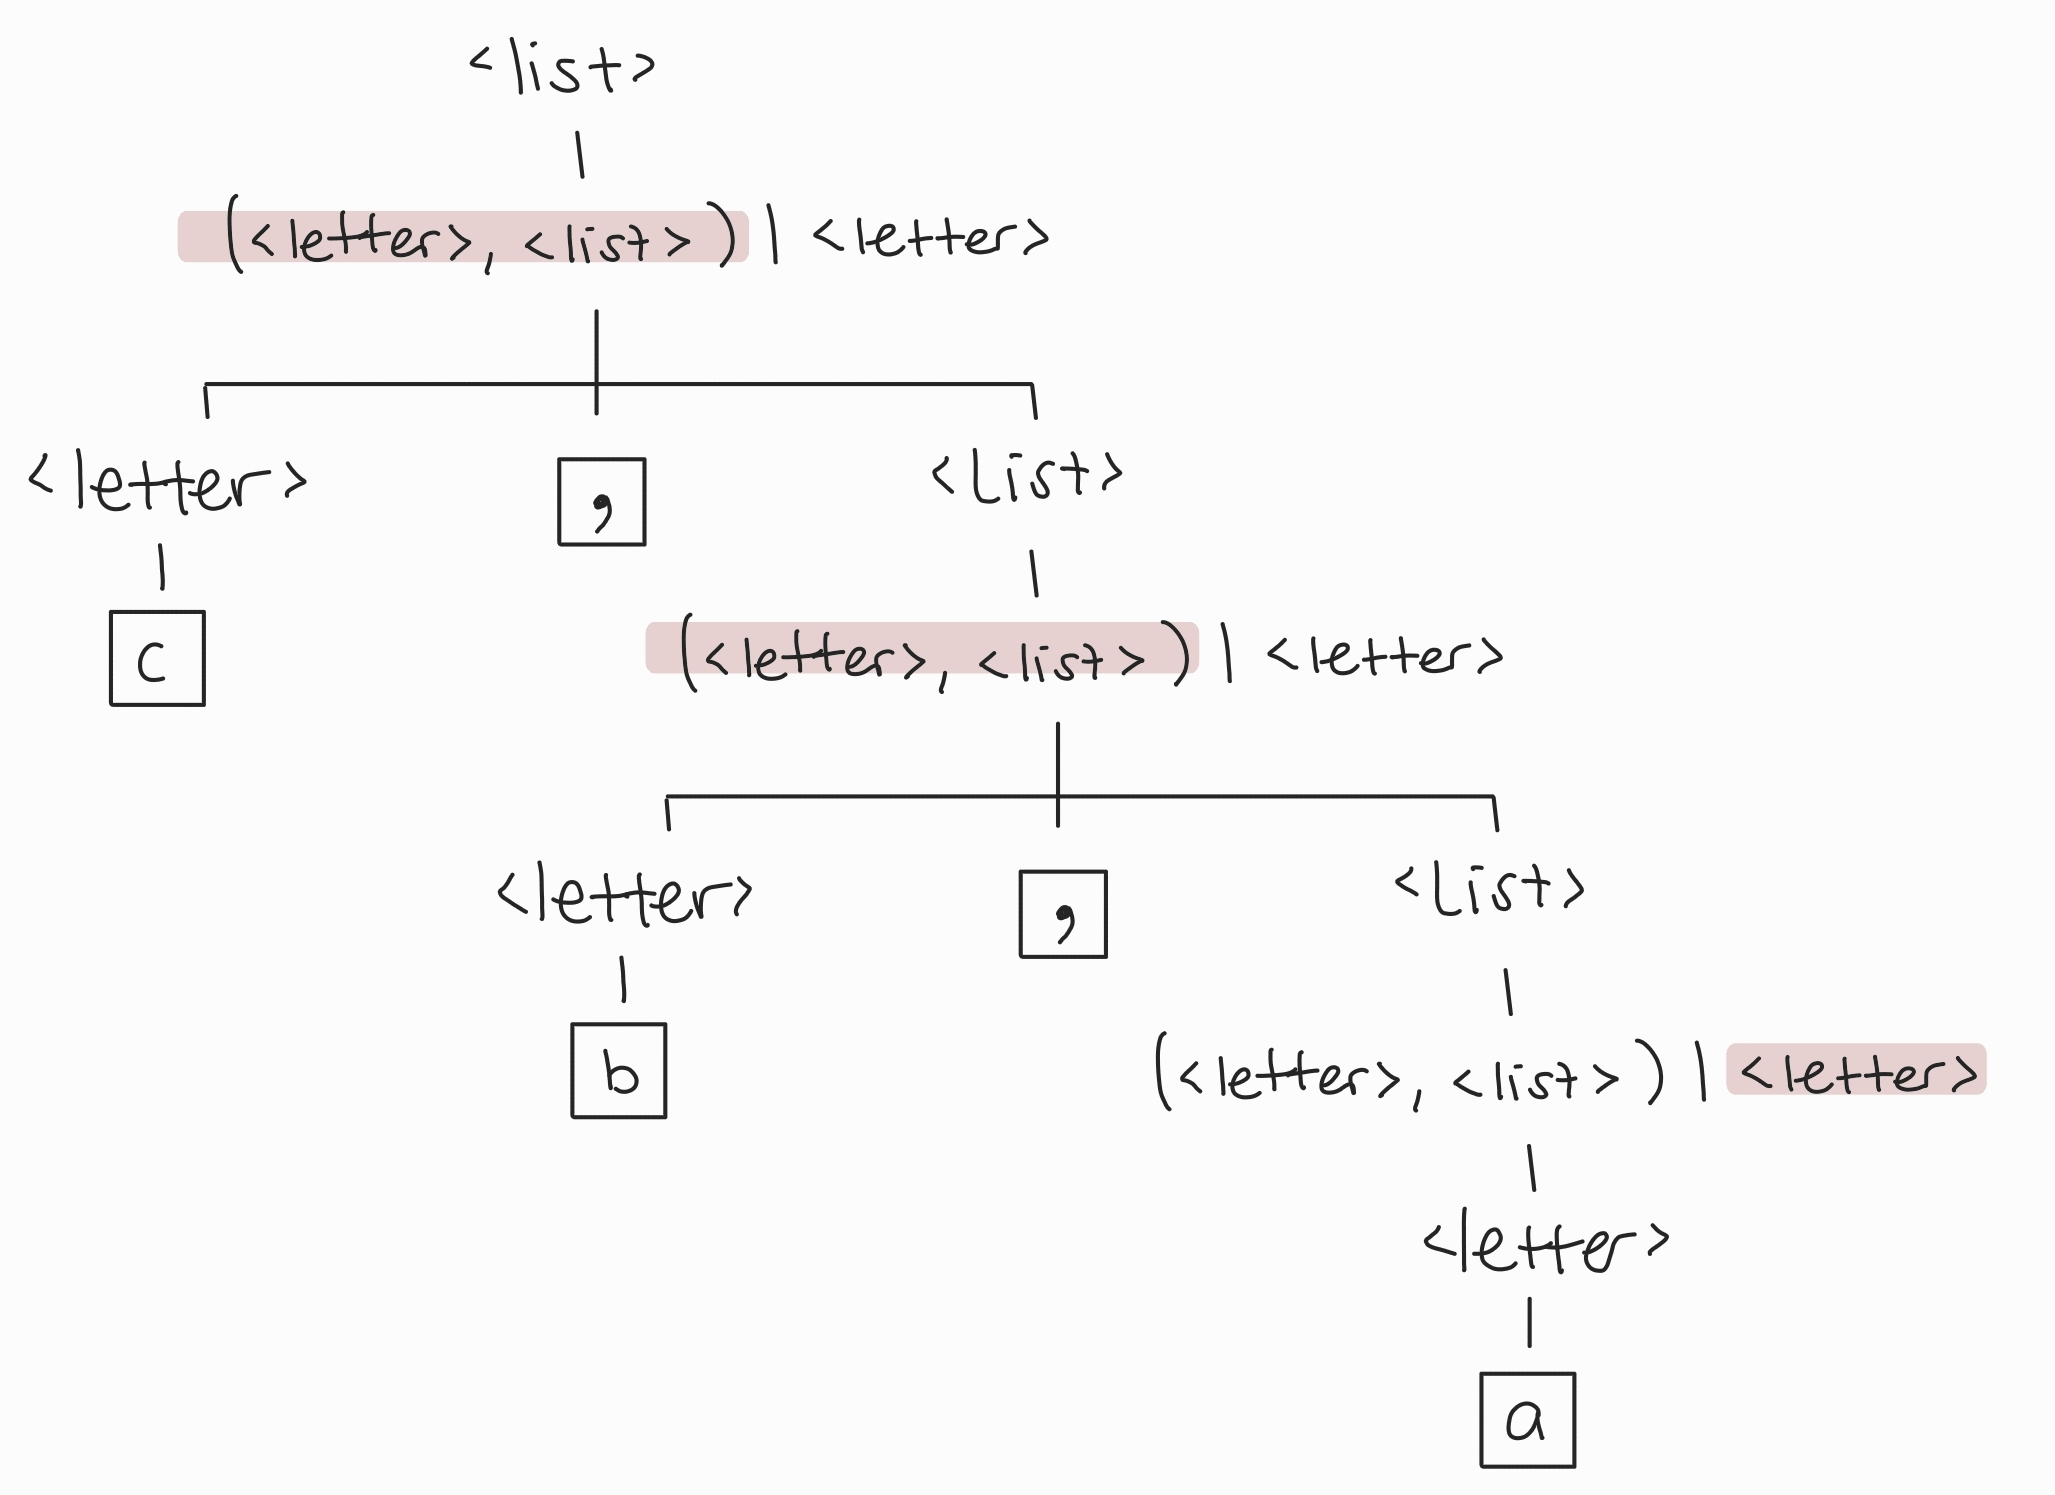 <list>
(<letter>, <list>) | <letter>
<letter> , <List>
c
(<letter>, <list>) | <letter>
<letter> , <List>
b
(<letter>, <list>) | <letter>
<letter>
a